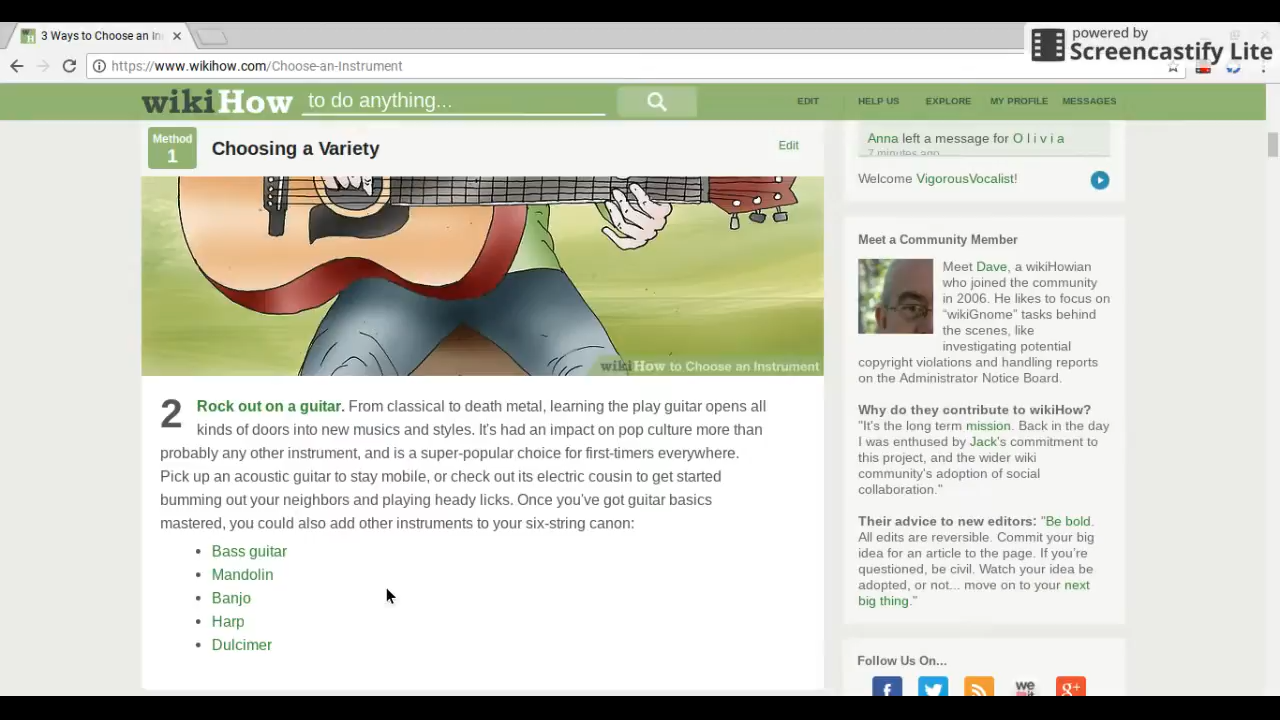 3 Ways to Choose an In
powered by
Screencastify Lite
https://www.wikihow.com/Choose-an-Instrument
wikiHow to do anything...
EDIT HELP US EXPLORE MY PROFILE MESSAGES
Method
1
Choosing a Variety
Edit
wikiHow to Choose an Instrument
2 Rock out on a guitar. From classical to death metal, learning the play guitar opens all
kinds of doors into new musics and styles. It's had an impact on pop culture more than
probably any other instrument, and is a super-popular choice for first-timers everywhere.
Pick up an acoustic guitar to stay mobile, or check out its electric cousin to get started
bumming out your neighbors and playing heady licks. Once you've got guitar basics
mastered, you could also add other instruments to your six-string canon:
• Bass guitar
• Mandolin
• Banjo
• Harp
• Dulcimer
Anna left a message for O l i v i a
7 minutes ago
Welcome VigorousVocalist!
Meet a Community Member
Meet Dave, a wikiHowian
who joined the community
in 2006. He likes to focus on
“wikiGnome” tasks behind
the scenes, like
investigating potential
copyright violations and handling reports
on the Administrator Notice Board.
Why do they contribute to wikiHow?
"It's the long term mission. Back in the day
I was enthused by Jack's commitment to
this project, and the wider wiki
community's adoption of social
collaboration."
Their advice to new editors: "Be bold.
All edits are reversible. Commit your big
idea for an article to the page. If you're
questioned, be civil. Watch your idea be
adopted, or not... move on to your next
big thing."
Follow Us On...
f
we
g+